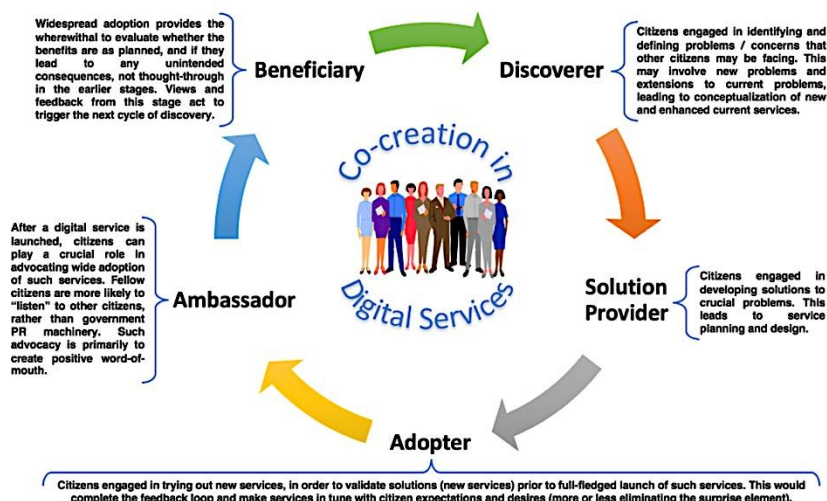 Widespread adoption provides the
wherewithal to evaluate whether the
benefits are as planned, and if they
lead to any unintended
consequences, not thought-through
in the earlier stages. Views and
feedback from this stage act to
trigger the next cycle of discovery.
Beneficiary
Discoverer
Citizens engaged in identifying and
defining problems / concerns that
other citizens may be facing. This
may involve new problems and
extensions to current problems,
leading to conceptualization of new
and enhanced current services.
Co-creation in
Digital Services
After a digital service is
launched, citizens can
play a crucial role in
advocating wide adoption
of such services. Fellow
citizens are more likely to
“listen” to other citizens,
rather than government
PR machinery. Such
advocacy is primarily to
create positive word-of-
mouth.
Ambassador
Solution
Provider
Citizens engaged in
developing solutions to
crucial problems. This
leads to service
planning and design.
Adopter
Citizens engaged in trying out new services, in order to validate solutions (new services) prior to full-fledged launch of such services. This would
complete the feedback loop and make services in tune with citizen expectations and desires (more or less eliminating the surprise element).